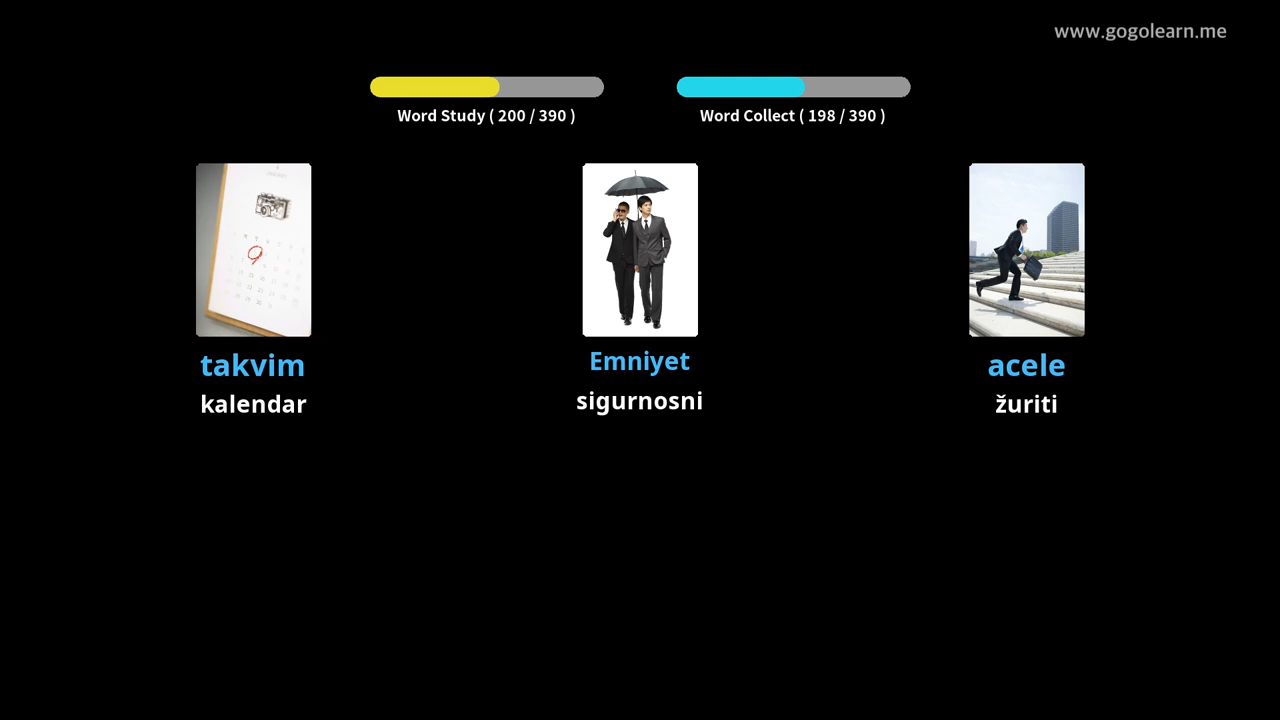 www.gogolearn.me
Word Study ( 200 / 390 )
Word Collect ( 198 / 390 )
takvim
kalendar
Emniyet
sigurnosni
acele
žuriti